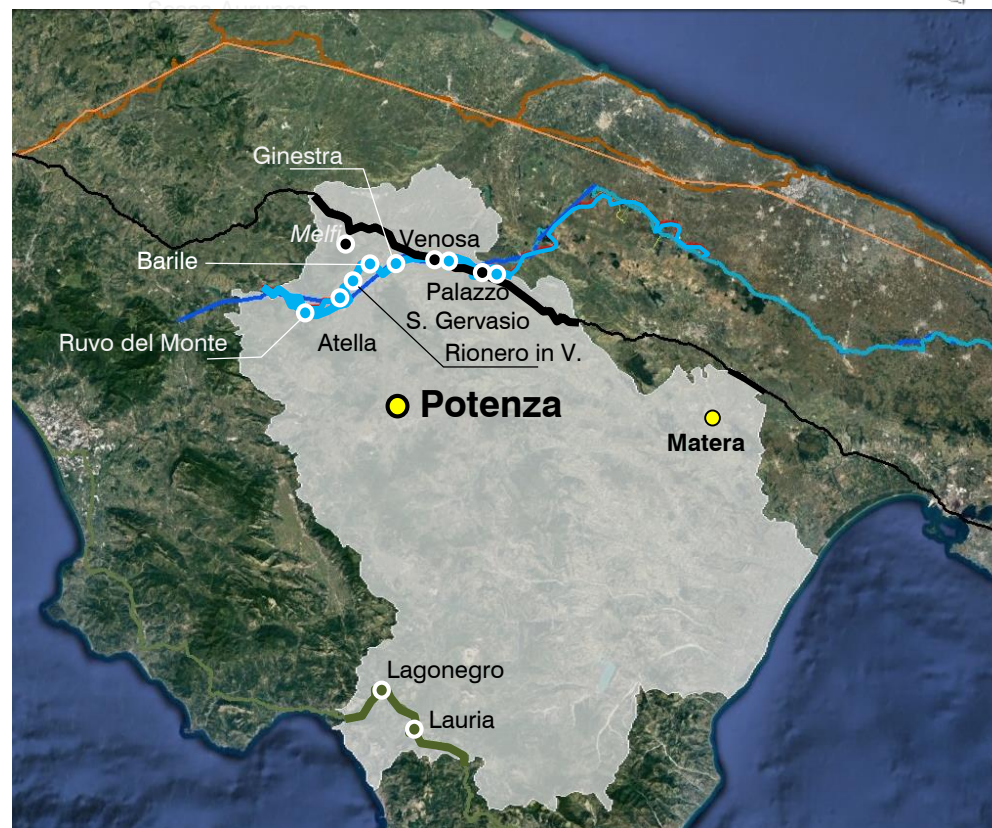 Ginestra
Melfi
Venosa
Barile
Palazzo
S. Gervasio
Ruvo del Monte
Atella
Rionero in V.
Potenza
Matera
Lagonegro
Lauria